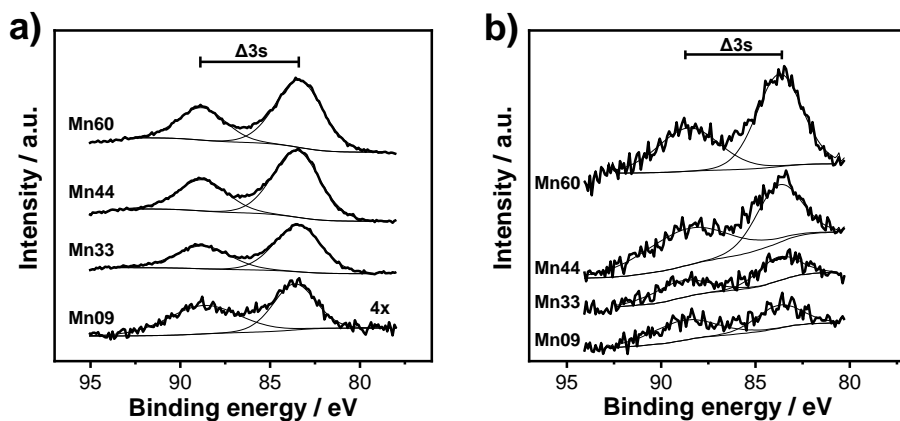 a)
Δ3s
Mn60
Mn44
Mn33
Mn09
4x
Intensity / a.u.
95
90
85
80
Binding energy / eV
b)
Δ3s
Mn60
Mn44
Mn33
Mn09
Intensity / a.u.
95
90
85
80
Binding energy / eV